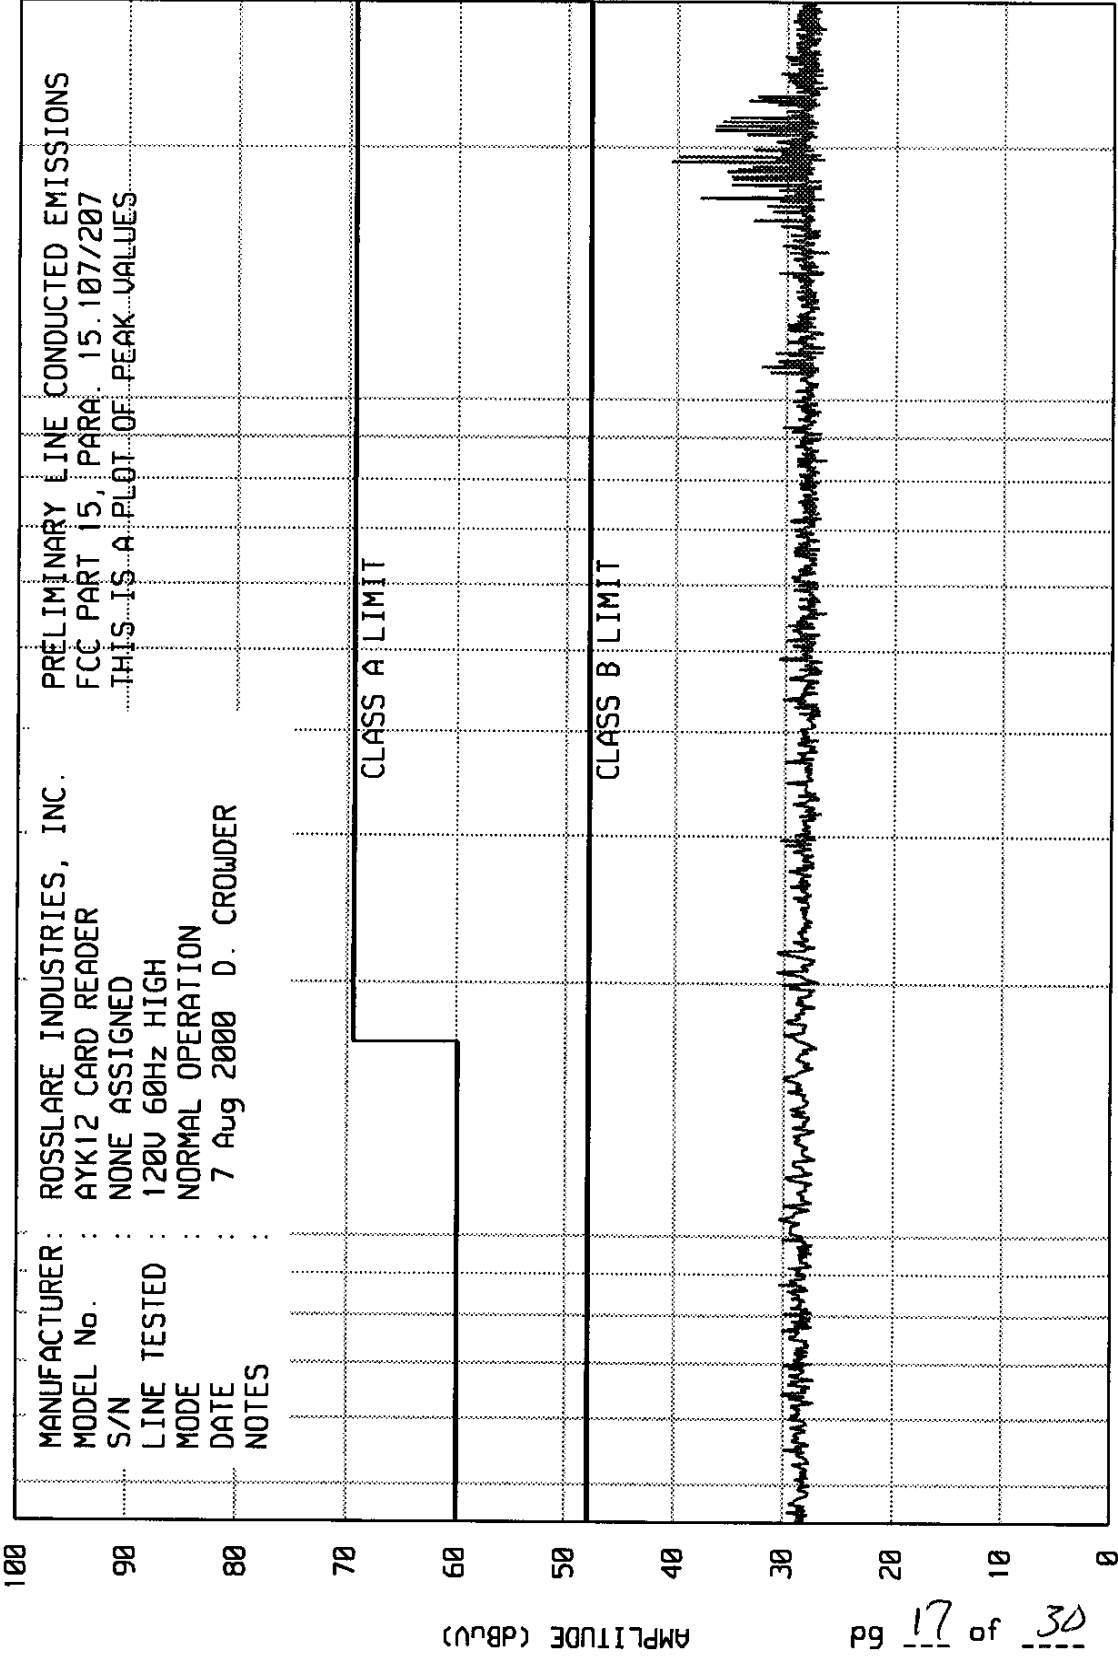 MANUFACTURER: ROSSLARE INDUSTRIES, INC.
MODEL No. : AYK12 CARD READER
S/N : NONE ASSIGNED
LINE TESTED : 120V 60Hz HIGH
MODE : NORMAL OPERATION
DATE : 7 Aug 2000 D. CROWDER
NOTES :
PRELIMINARY LINE CONDUCTED EMISSIONS
FCC PART 15, PARA. 15.107/207
THIS IS A PLOT OF PEAK VALUES
CLASS A LIMIT
CLASS B LIMIT
100
90
80
70
60
50
40
30
20
10
0
AMPLITUDE (dBuV)
pg 17 of 30